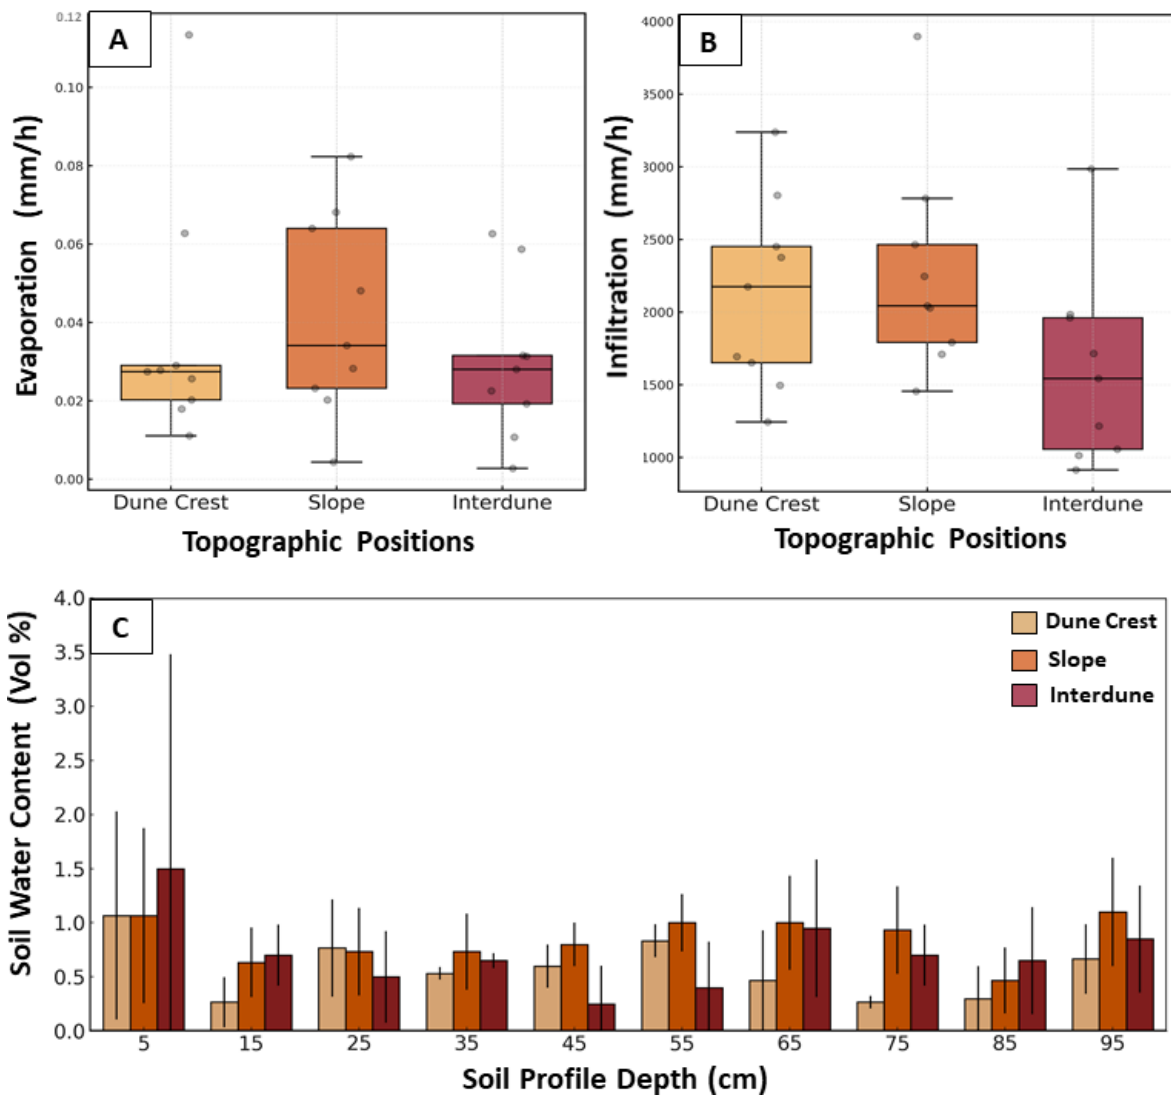 A
0.12
0.10
0.08
0.06
0.04
0.02
0.00
Evaporation (mm/h)
Dune Crest Slope Interdune
Topographic Positions
B
4000
3500
3000
2500
2000
1500
1000
Infiltration (mm/h)
Dune Crest Slope Interdune
Topographic Positions
C
4.0
3.5
3.0
2.5
2.0
1.5
1.0
0.5
0.0
Soil Water Content (Vol %)
Dune Crest
Slope
Interdune
5 15 25 35 45 55 65 75 85 95
Soil Profile Depth (cm)